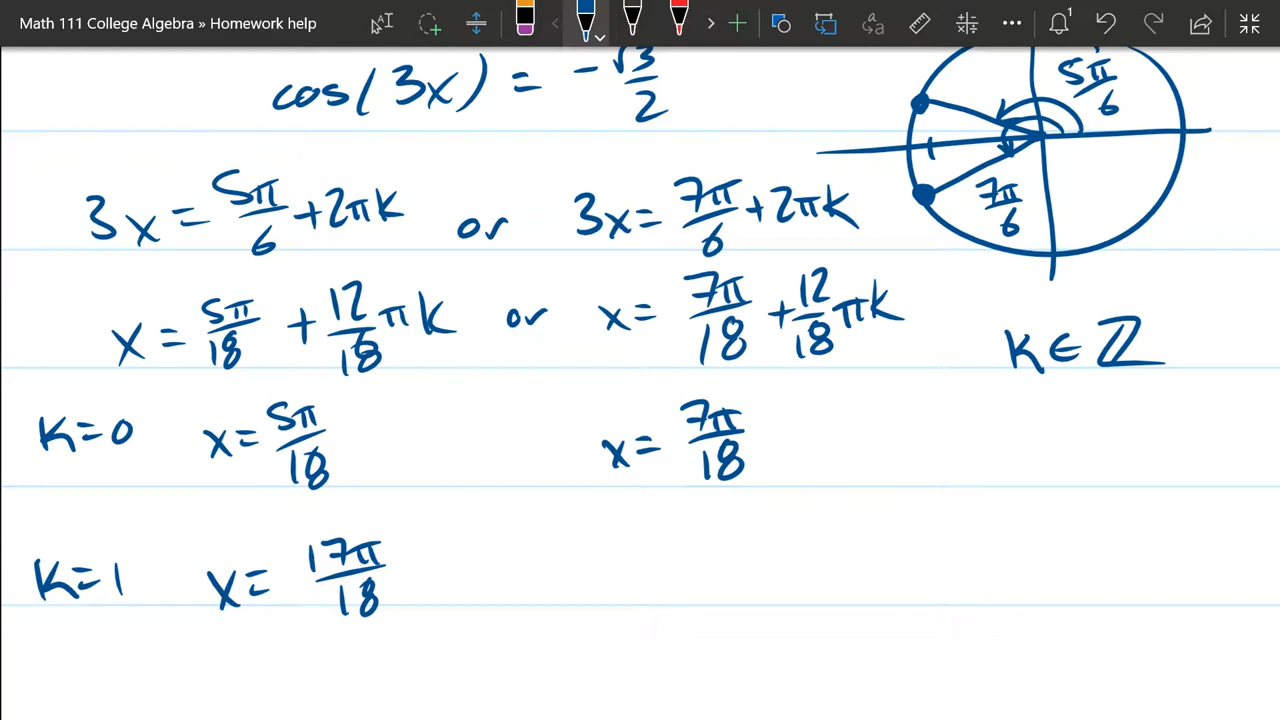 Math 111 College Algebra » Homework help
1
cos(3x) = -√3/2
5π/6
7π/6
3x = 5π/6 + 2πk or 3x = 7π/6 + 2πk
x = 5π/18 + 12/18 πk or x = 7π/18 + 12/18 πk
k ∈ ℤ
k=0 x = 5π/18 x = 7π/18
k=1 x = 17π/18